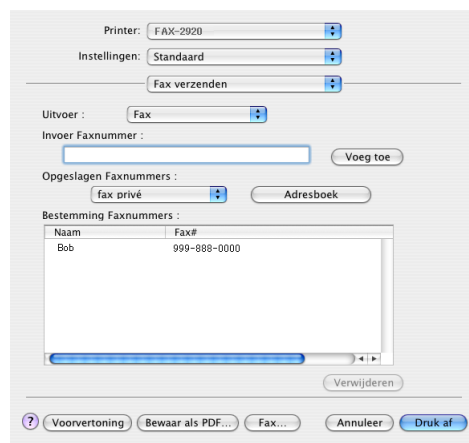 Printer: FAX-2920
Instellingen: Standaard
Fax verzenden
Uitvoer : Fax
Invoer Faxnummer :
Voeg toe
Opgeslagen Faxnummers :
fax privé Adresboek
Bestemming Faxnummers :
Naam Fax#
Bob 999-888-0000
Verwijderen
? Voorvertoning Bewaar als PDF... Fax... Annuleer Druk af